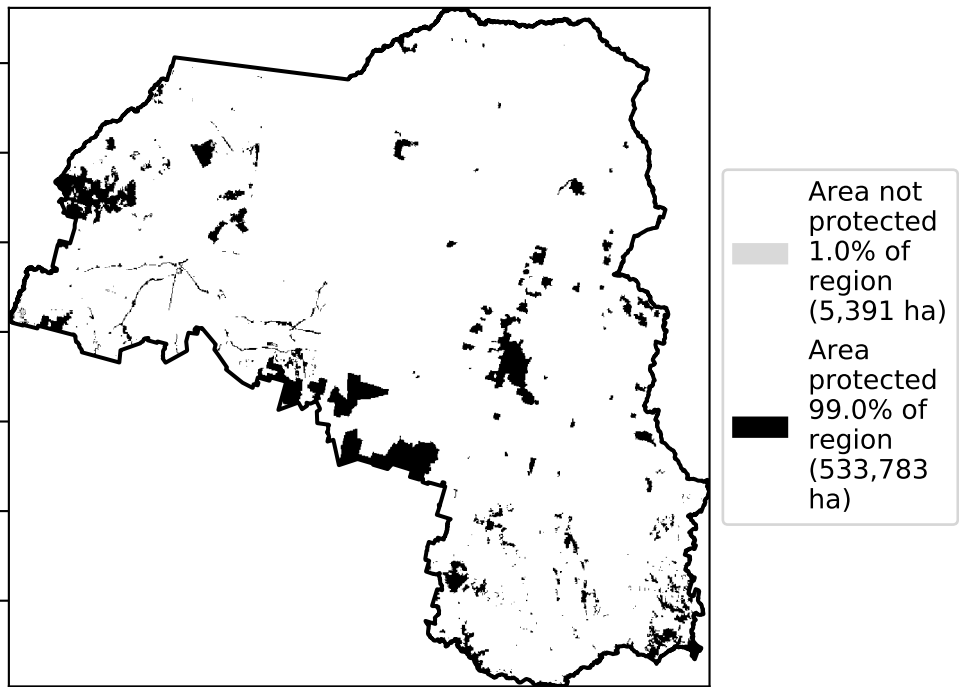 Area not
protected
1.0% of
region
(5,391 ha)
Area
protected
99.0% of
region
(533,783
ha)